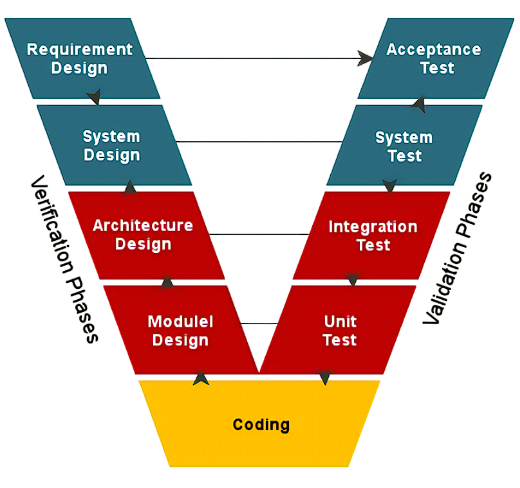 Requirement
Design
Acceptance
Test
System
Design
System
Test
Architecture
Design
Integration
Test
Modulel
Design
Unit
Test
Coding
Verification Phases
Validation Phases